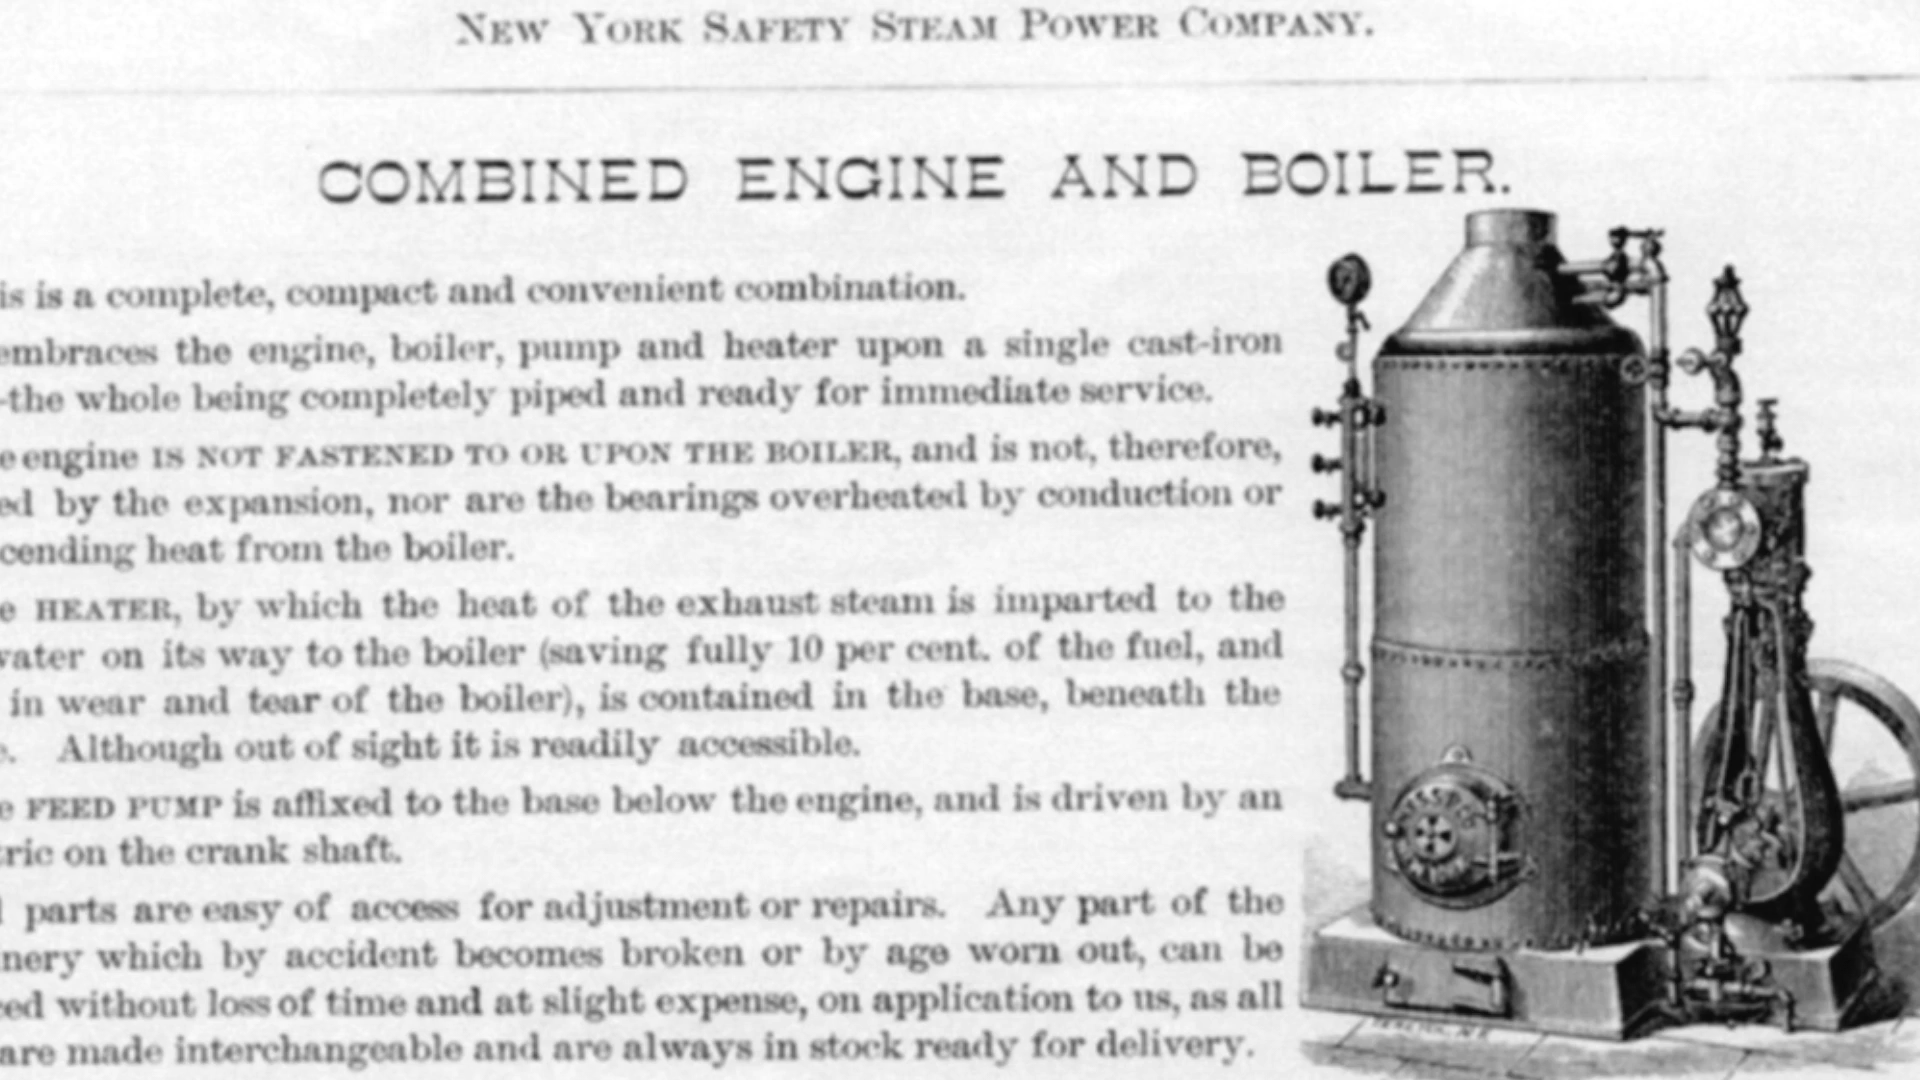 NEW YORK SAFETY STEAM POWER COMPANY.
COMBINED ENGINE AND BOILER.
is is a complete, compact and convenient combination.
embraces the engine, boiler, pump and heater upon a single cast-iron
-the whole being completely piped and ready for immediate service.
e engine IS NOT FASTENED TO OR UPON THE BOILER, and is not, therefore,
ed by the expansion, nor are the bearings overheated by conduction or
cending heat from the boiler.
e HEATER, by which the heat of the exhaust steam is imparted to the
water on its way to the boiler (saving fully 10 per cent. of the fuel, and
in wear and tear of the boiler), is contained in the base, beneath the
e. Although out of sight it is readily accessible.
e FEED PUMP is affixed to the base below the engine, and is driven by an
tric on the crank shaft.
l parts are easy of access for adjustment or repairs. Any part of the
nery which by accident becomes broken or by age worn out, can be
ced without loss of time and at slight expense, on application to us, as all
are made interchangeable and are always in stock ready for delivery.